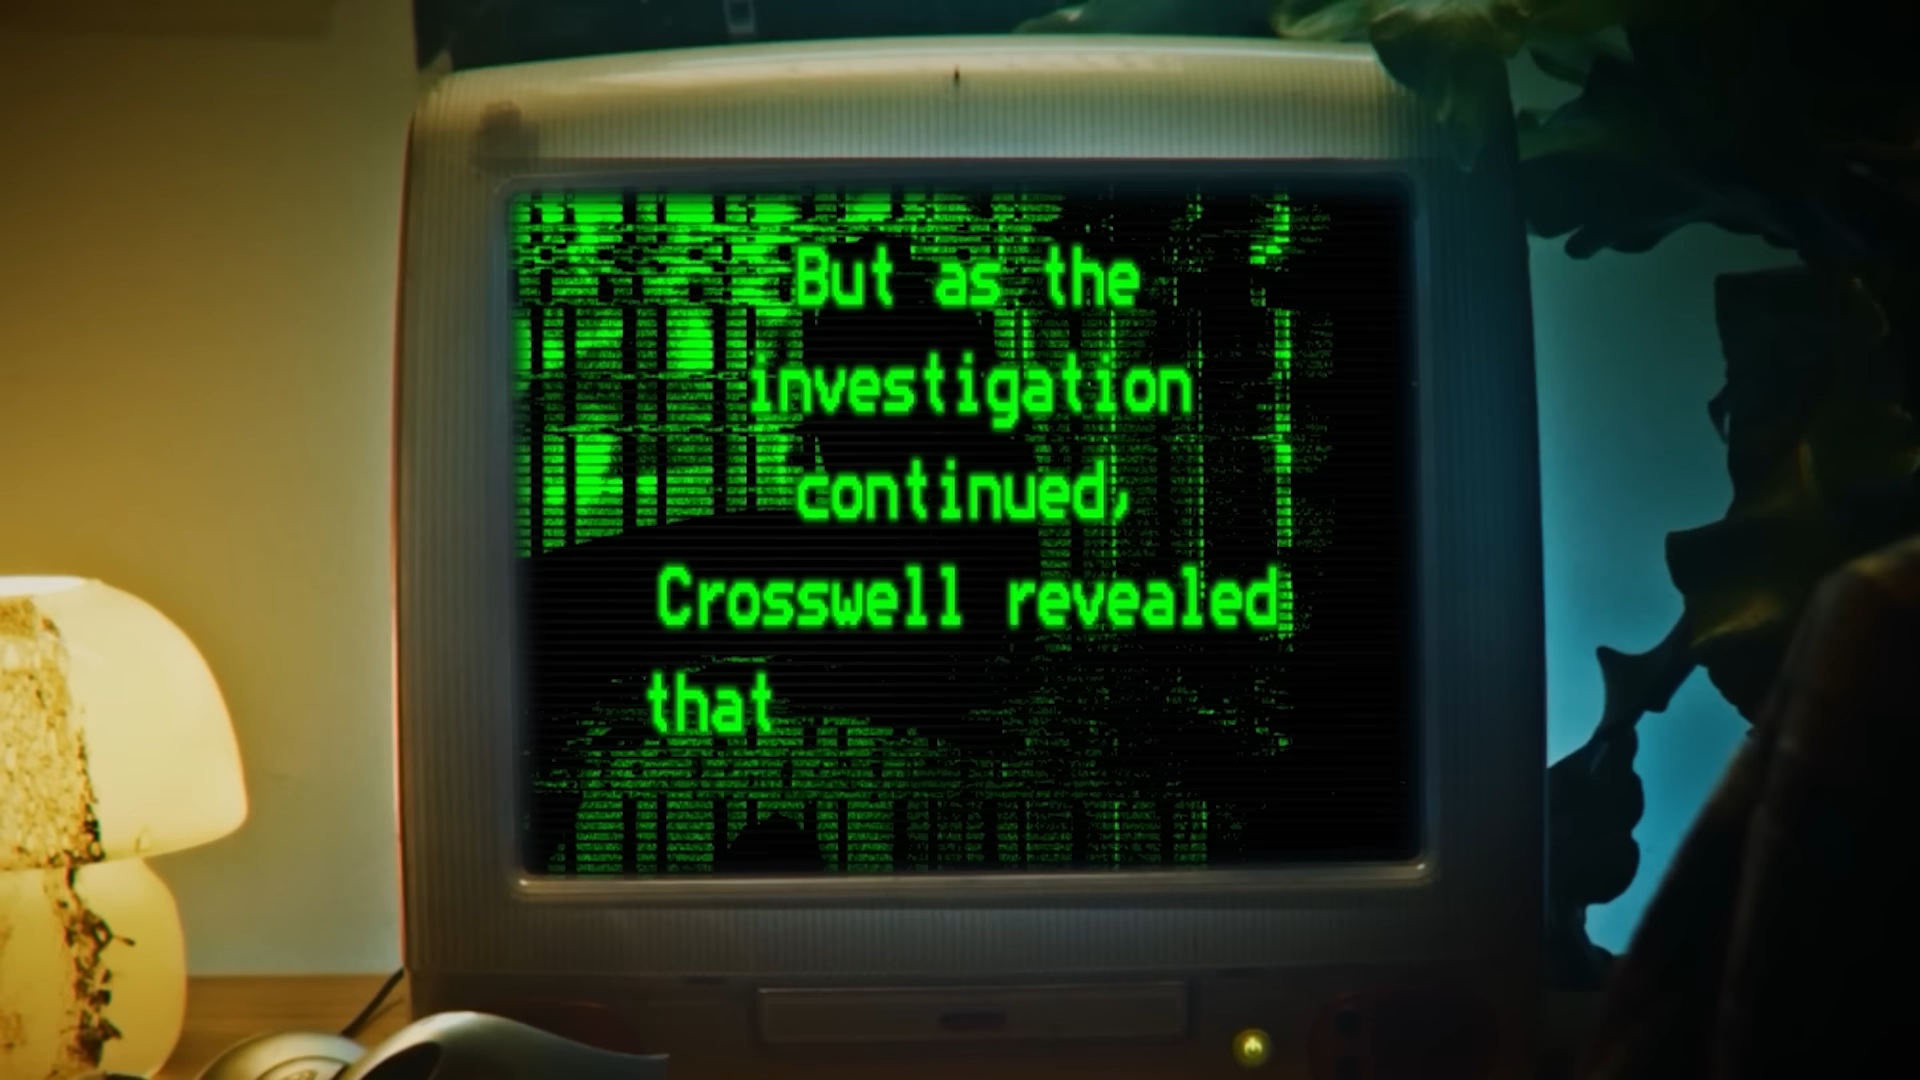 But as the
investigation
continued,
Crosswell revealed
that